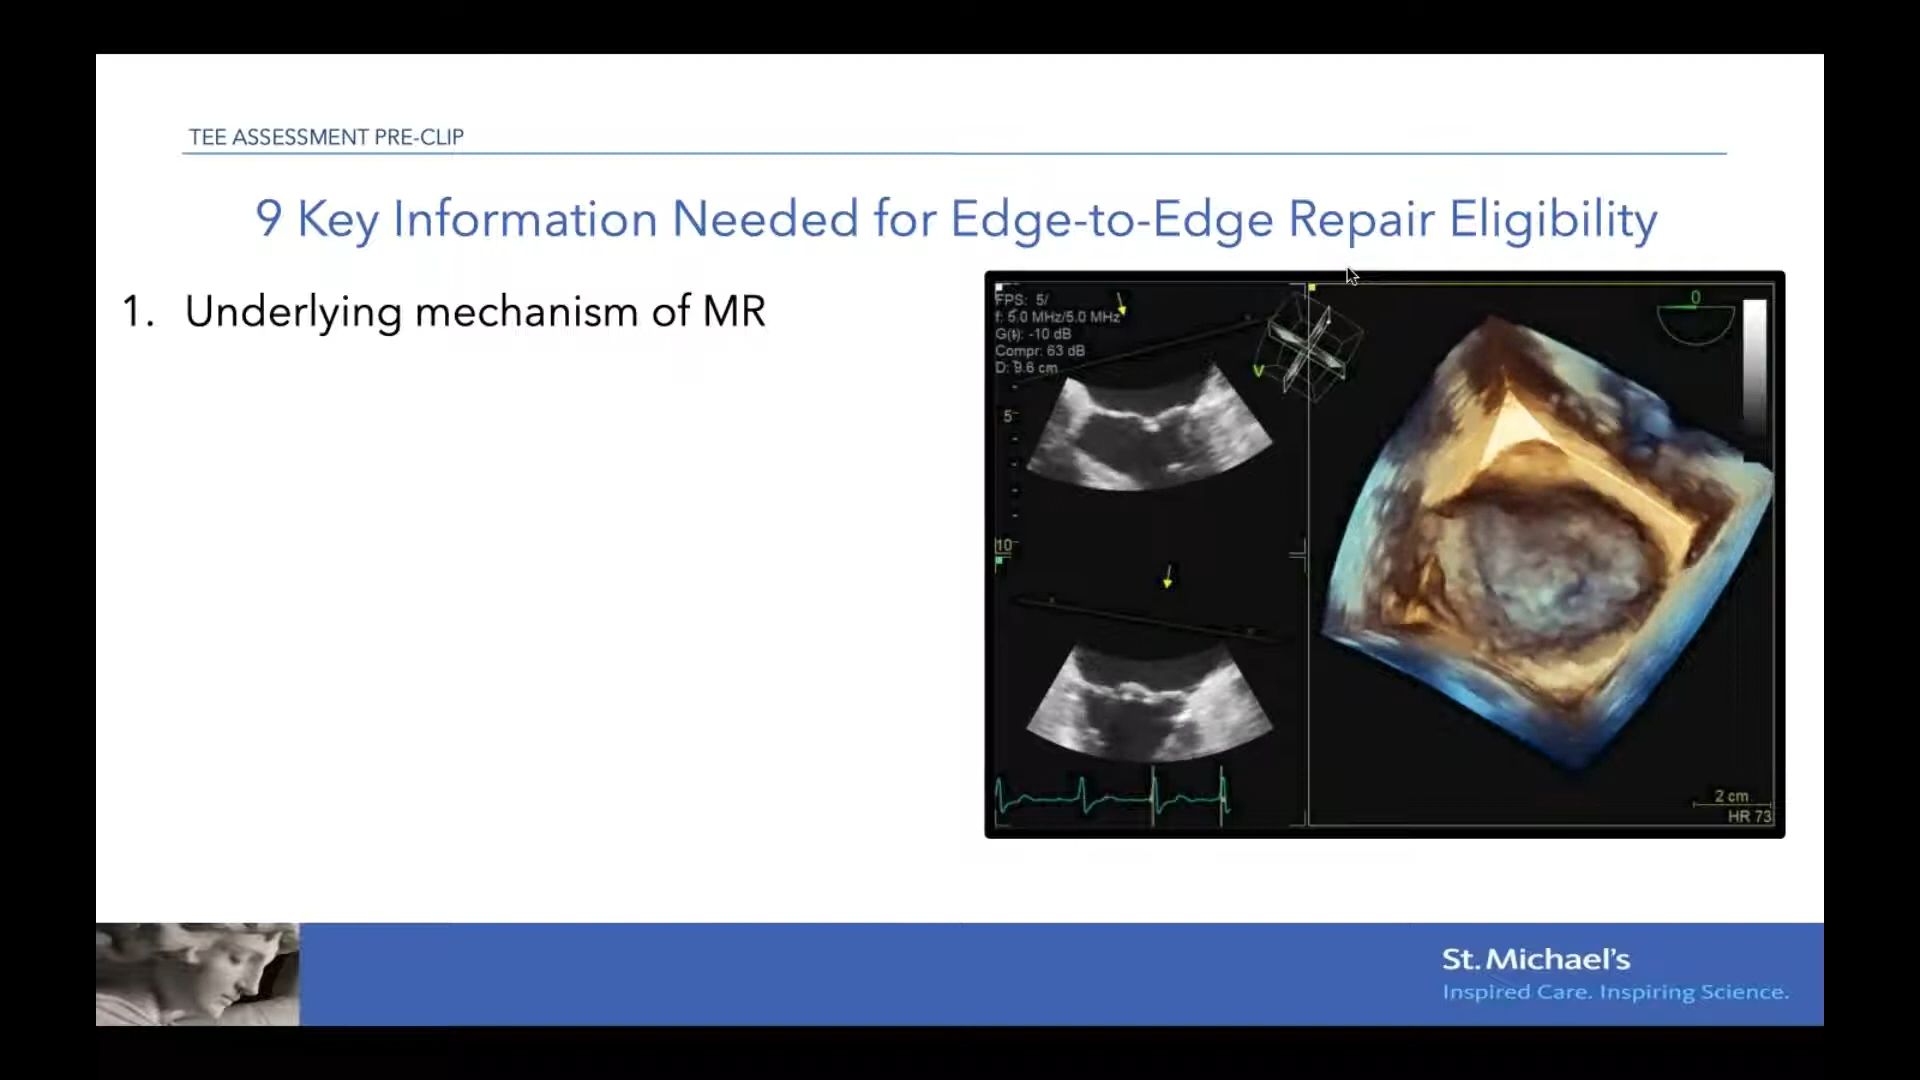 TEE ASSESSMENT PRE-CLIP
9 Key Information Needed for Edge-to-Edge Repair Eligibility
1. Underlying mechanism of MR
FPS: 5/
f: 5.0 MHz/5.0 MHz
G(t): -10 dB
Compr: 63 dB
D: 9.6 cm
V
0
5
10
2 cm
HR 73
St. Michael's
Inspired Care. Inspiring Science.